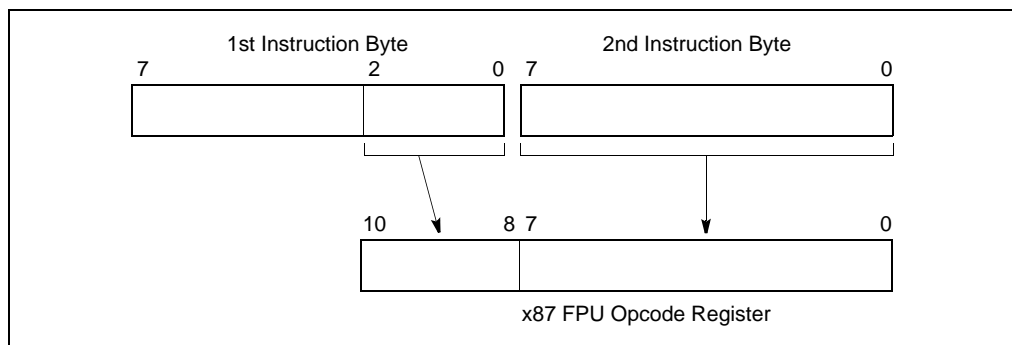 1st Instruction Byte 2nd Instruction Byte
7 2 0 7 0
10 8 7 0
x87 FPU Opcode Register